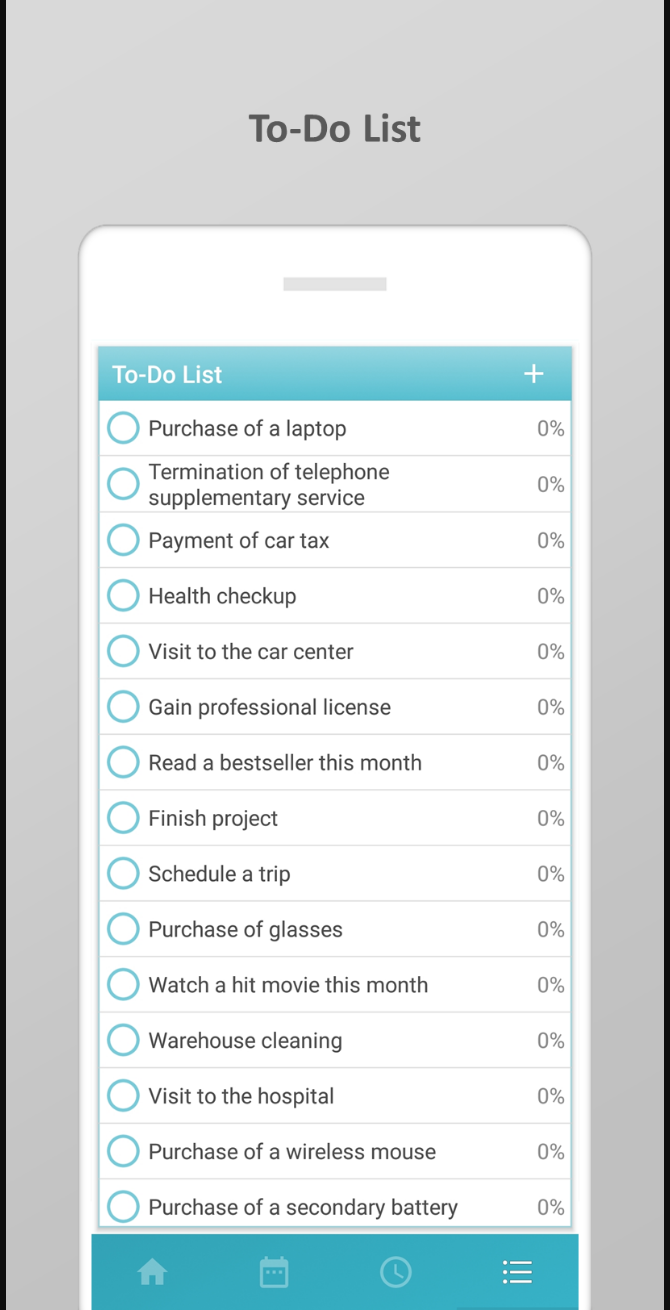 To-Do List
To-Do List +
Purchase of a laptop 0%
Termination of telephone
supplementary service 0%
Payment of car tax 0%
Health checkup 0%
Visit to the car center 0%
Gain professional license 0%
Read a bestseller this month 0%
Finish project 0%
Schedule a trip 0%
Purchase of glasses 0%
Watch a hit movie this month 0%
Warehouse cleaning 0%
Visit to the hospital 0%
Purchase of a wireless mouse 0%
Purchase of a secondary battery 0%